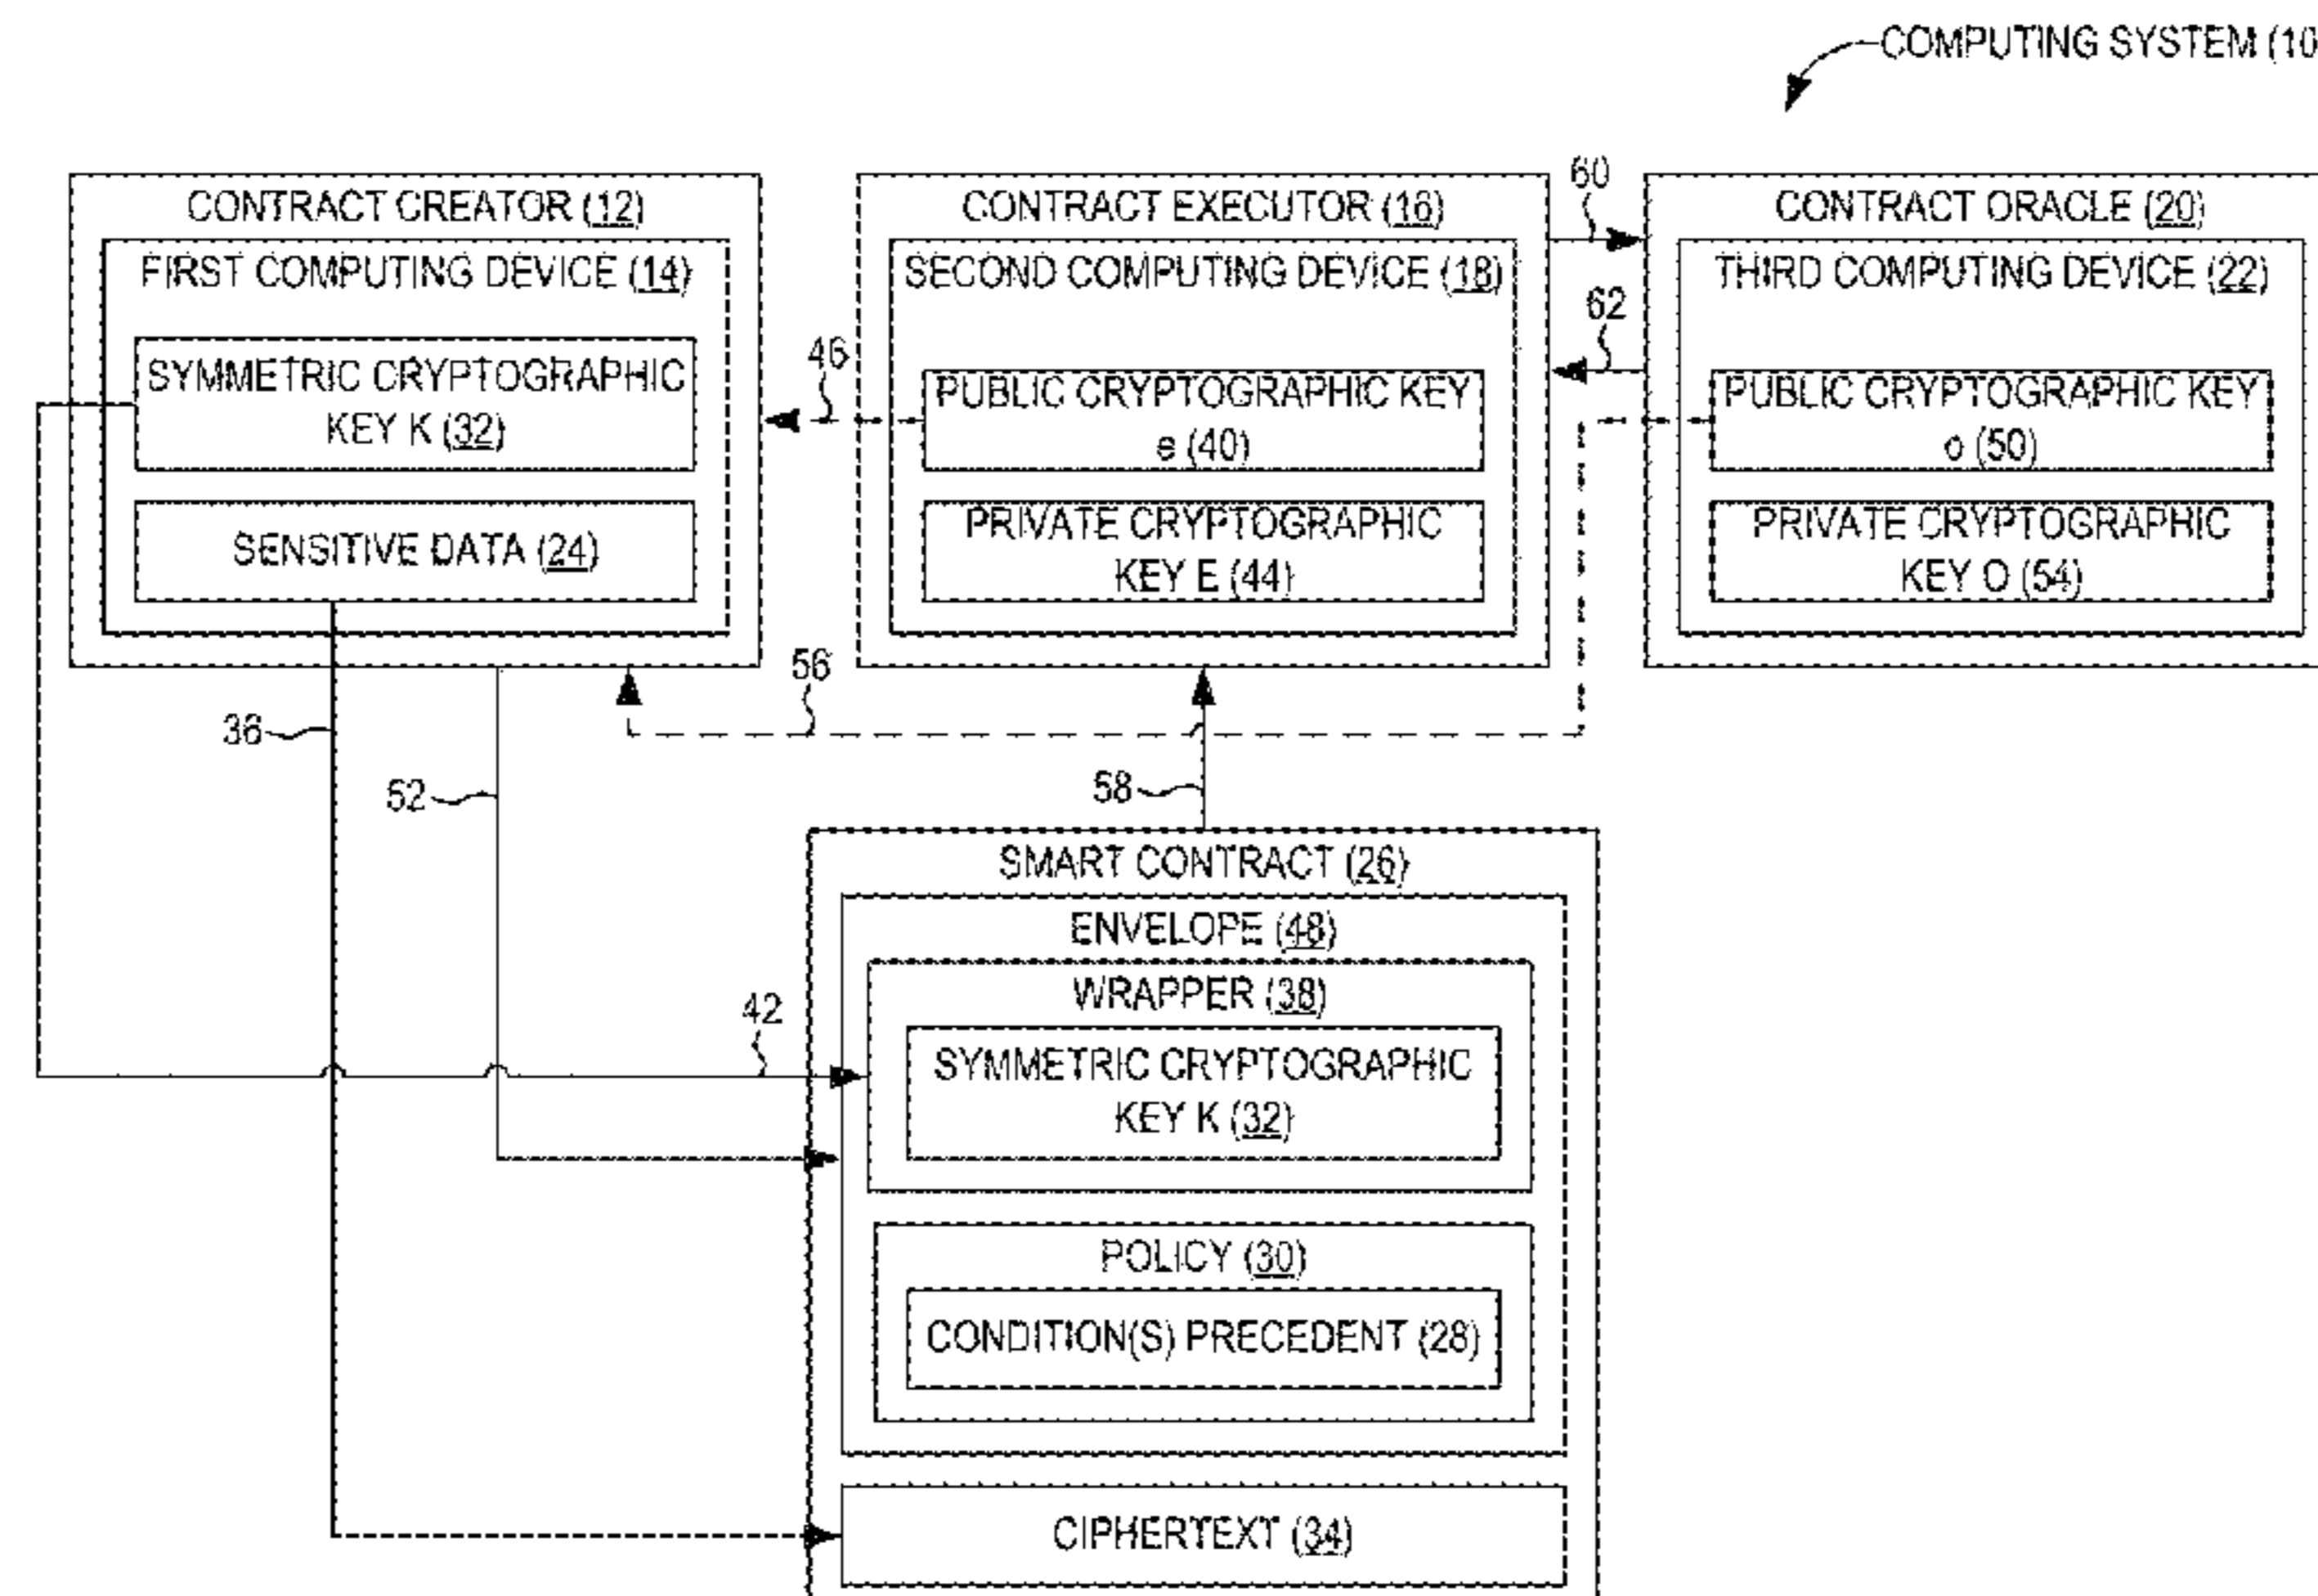 COMPUTING SYSTEM (10
CONTRACT CREATOR (12)
FIRST COMPUTING DEVICE (14)
SYMMETRIC CRYPTOGRAPHIC
KEY K (32)
SENSITIVE DATA (24)
46
CONTRACT EXECUTOR (16)
SECOND COMPUTING DEVICE (18)
PUBLIC CRYPTOGRAPHIC KEY
e (40)
PRIVATE CRYPTOGRAPHIC
KEY E (44)
60
62
CONTRACT ORACLE (20)
THIRD COMPUTING DEVICE (22)
PUBLIC CRYPTOGRAPHIC KEY
o (50)
PRIVATE CRYPTOGRAPHIC
KEY O (54)
36
52
56
58
42
SMART CONTRACT (26)
ENVELOPE (48)
WRAPPER (38)
SYMMETRIC CRYPTOGRAPHIC
KEY K (32)
POLICY (30)
CONDITION(S) PRECEDENT (28)
CIPHERTEXT (34)